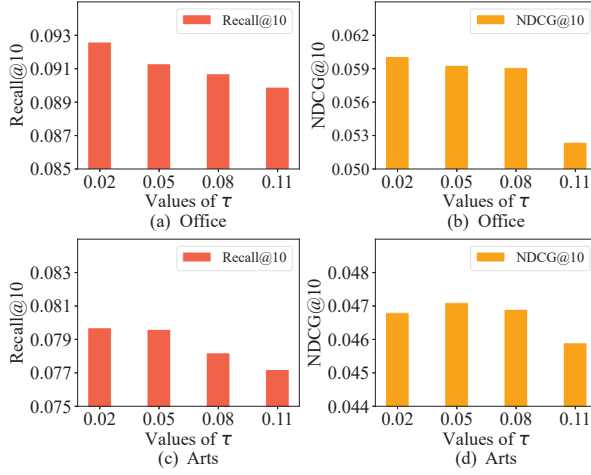 Recall@10
0.093
0.091
0.089
0.087
0.085
Recall@10
0.02 0.05 0.08 0.11
Values of τ
(a) Office
NDCG@10
0.062
0.059
0.056
0.053
0.050
NDCG@10
0.02 0.05 0.08 0.11
Values of τ
(b) Office
Recall@10
0.083
0.081
0.079
0.077
0.075
Recall@10
0.02 0.05 0.08 0.11
Values of τ
(c) Arts
NDCG@10
0.048
0.047
0.046
0.045
0.044
NDCG@10
0.02 0.05 0.08 0.11
Values of τ
(d) Arts